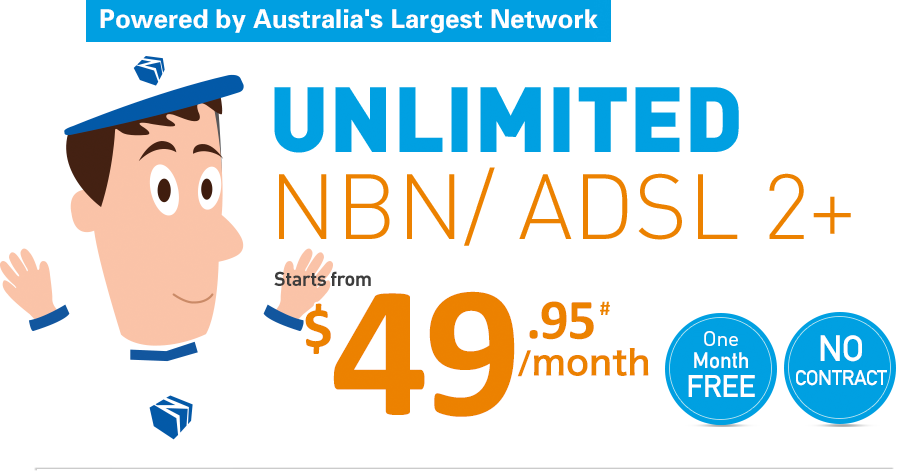 Powered by Australia's Largest Network
UNLIMITED
NBN/ ADSL 2+
Starts from
$49.95#
/month
One
Month
FREE
NO
CONTRACT